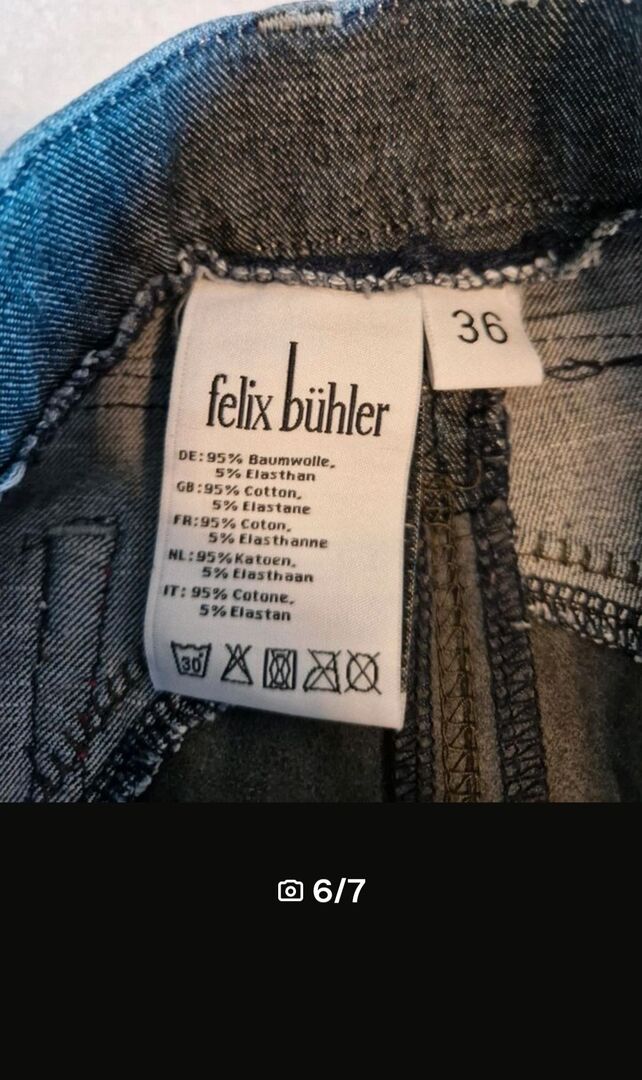 36
felix bühler
DE:95% Baumwolle,
5% Elasthan
GB:95% Cotton,
5% Elastane
FR:95% Coton,
5% Elasthanne
NL:95% Katoen,
5% Elasthaan
IT: 95% Cotone,
5% Elastan
30
6/7